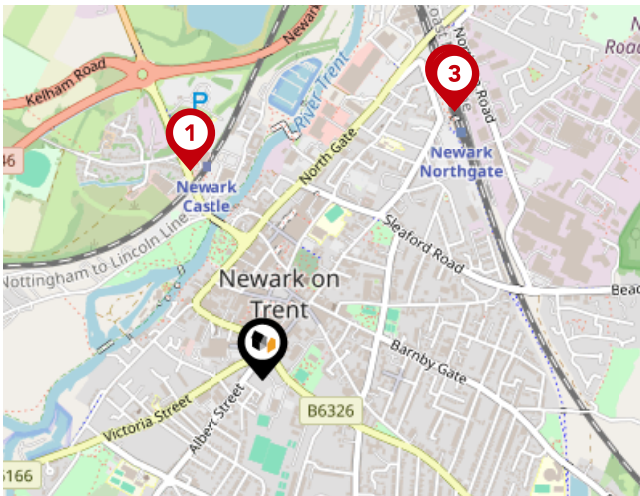 Newark
Kelham Road
P
River Trent
North Gate
1
3
Road
Newark
Northgate
46
Newark
Castle
Nottingham to Lincoln Line
Sleaford Road
Newark on
Trent
Barnby Gate
Victoria Street
Albert Street
B6326